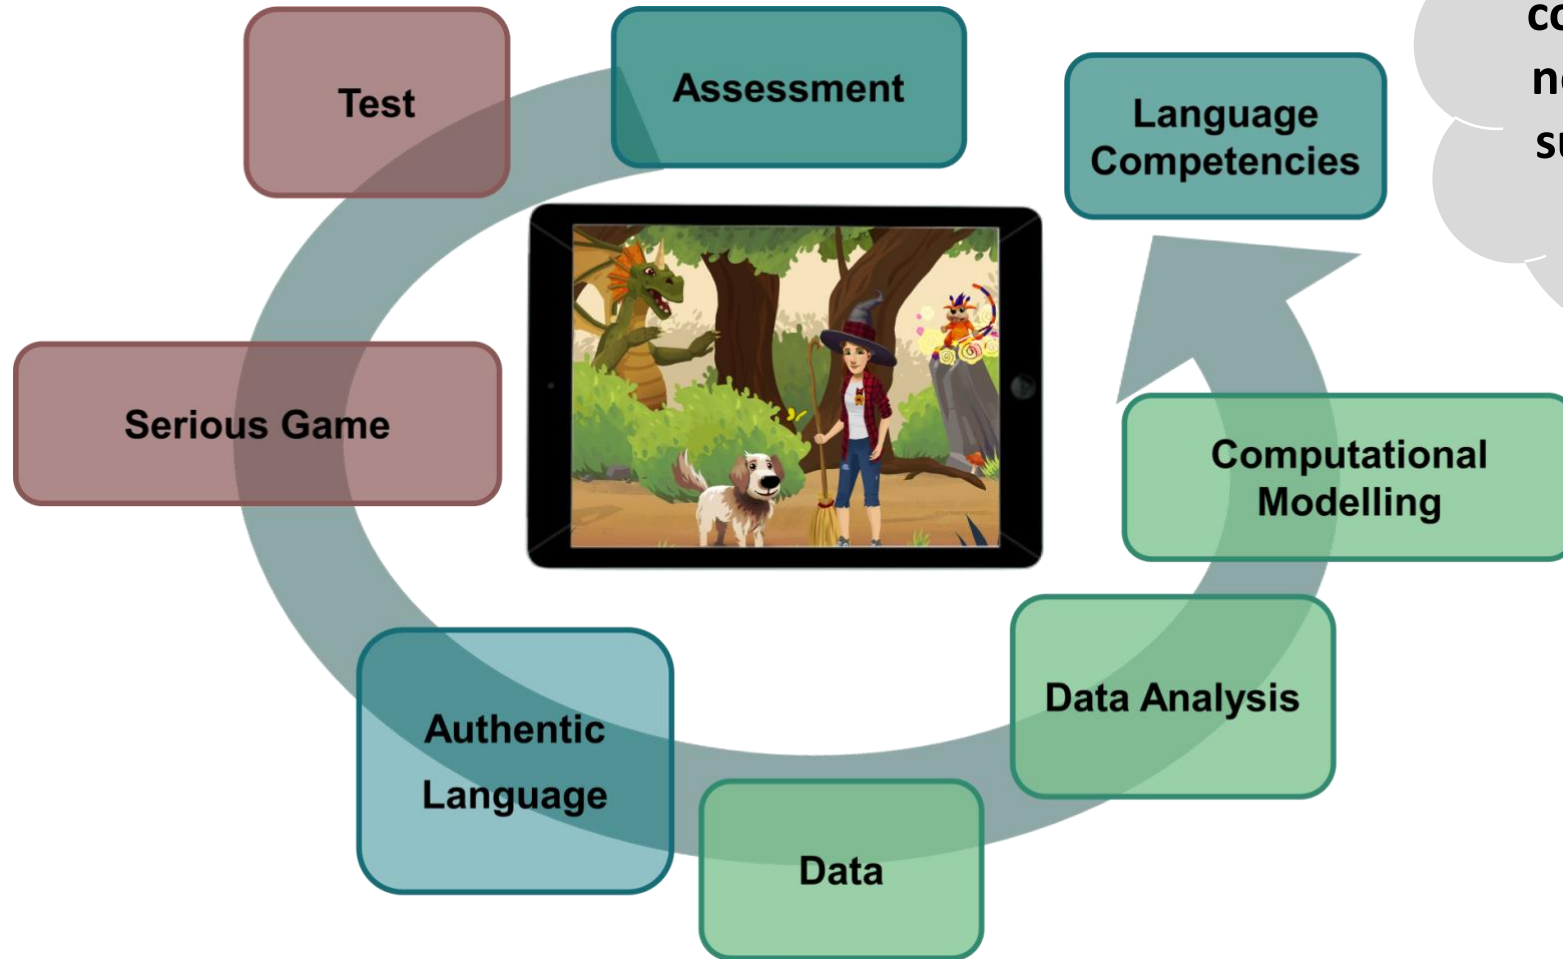 Test
Assessment
Language
Competencies
Serious Game
Computational
Modelling
Authentic
Language
Data Analysis
Data